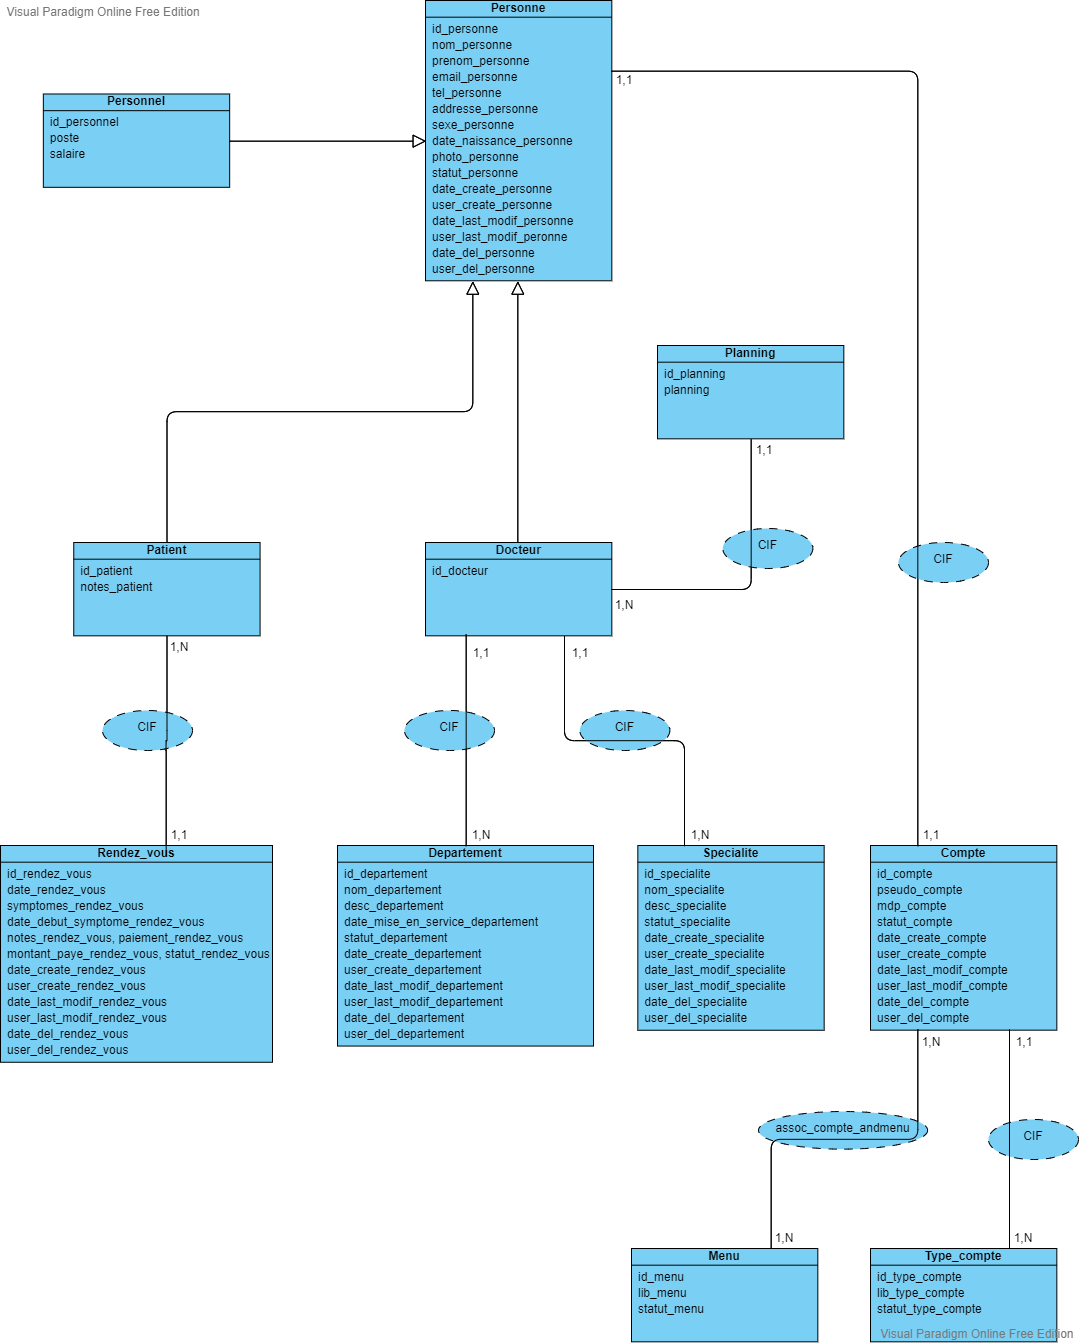 Visual Paradigm Online Free Edition
Personne
id_personne
nom_personne
prenom_personne
email_personne
tel_personne
addresse_personne
sexe_personne
date_naissance_personne
photo_personne
statut_personne
date_create_personne
user_create_personne
date_last_modif_personne
user_last_modif_peronne
date_del_personne
user_del_personne
1,1
Personnel
id_personnel
poste
salaire
Planning
id_planning
planning
1,1
CIF
CIF
Patient
id_patient
notes_patient
1,N
Docteur
id_docteur
1,N
1,1
1,1
CIF
CIF
CIF
1,1
1,N
1,N
1,1
Rendez_vous
id_rendez_vous
date_rendez_vous
symptomes_rendez_vous
date_debut_symptome_rendez_vous
notes_rendez_vous, paiement_rendez_vous
montant_paye_rendez_vous, statut_rendez_vous
date_create_rendez_vous
user_create_rendez_vous
date_last_modif_rendez_vous
user_last_modif_rendez_vous
date_del_rendez_vous
user_del_rendez_vous
Departement
id_departement
nom_departement
desc_departement
date_mise_en_service_departement
statut_departement
date_create_departement
user_create_departement
date_last_modif_departement
user_last_modif_departement
date_del_departement
user_del_departement
Specialite
id_specialite
nom_specialite
desc_specialite
statut_specialite
date_create_specialite
user_create_specialite
date_last_modif_specialite
user_last_modif_specialite
date_del_specialite
user_del_specialite
Compte
id_compte
pseudo_compte
mdp_compte
statut_compte
date_create_compte
user_create_compte
date_last_modif_compte
user_last_modif_compte
date_del_compte
user_del_compte
1,N
1,1
assoc_compte_andmenu
CIF
1,N
1,N
Menu
id_menu
lib_menu
statut_menu
Type_compte
id_type_compte
lib_type_compte
statut_type_compte
Visual Paradigm Online Free Edition